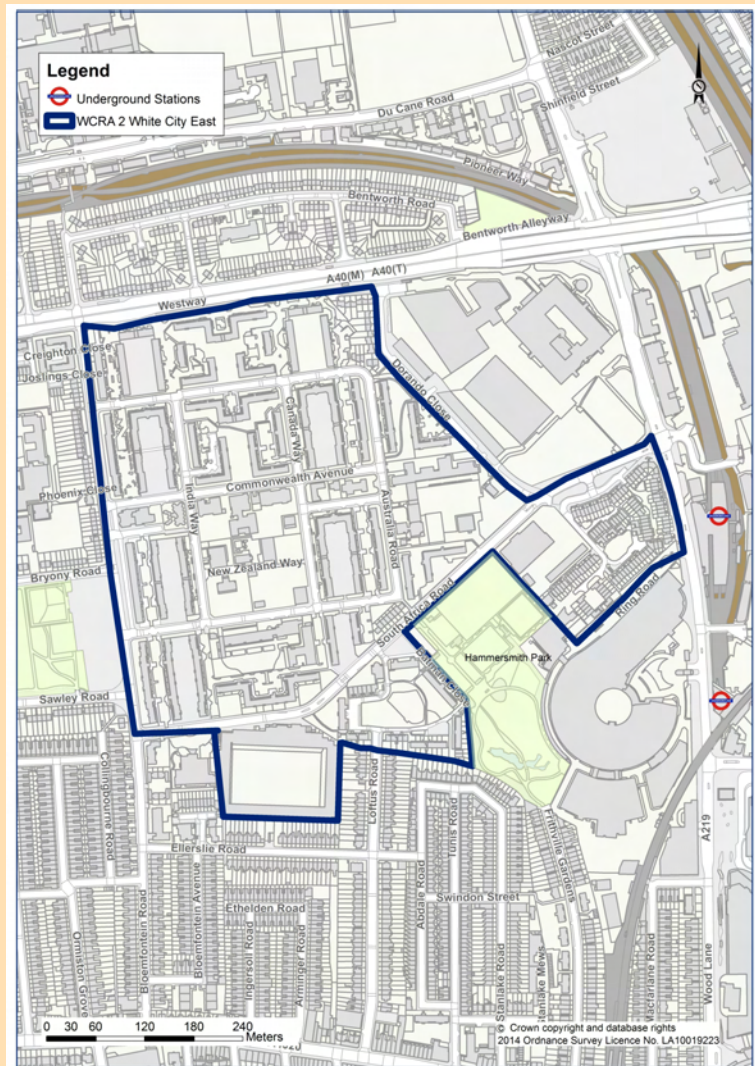 Legend
Underground Stations
WCRA 2 White City East
Nascot Street
Du Cane Road
Shinfield Street
Pioneer Way
Bentworth Road
Bentworth Alleyway
A40(M) A40(T)
Westway
Creighton Close
Joslings Close
Dorando Close
Canada Way
Commonwealth Avenue
Phoenix Close
India Way
Australia Road
Bryony Road
New Zealand Way
South Africa Road
Ring Road
Hammersmith Park
Sawley Road
Collingbourne Road
Loftus Road
A219
Ellerslie Road
Tunis Road
Frithville Gardens
Bloemfontein Road
Bloemfontein Avenue
Abdale Road
Swindon Street
Ethelden Road
Ormiston Grove
Ingersol Road
Arminger Road
Stanlake Road
Stanlake Mews
Macfarlane Road
Wood Lane
0 30 60 120 180 240
Meters
© Crown copyright and database rights
2014 Ordnance Survey Licence No. LA10019223